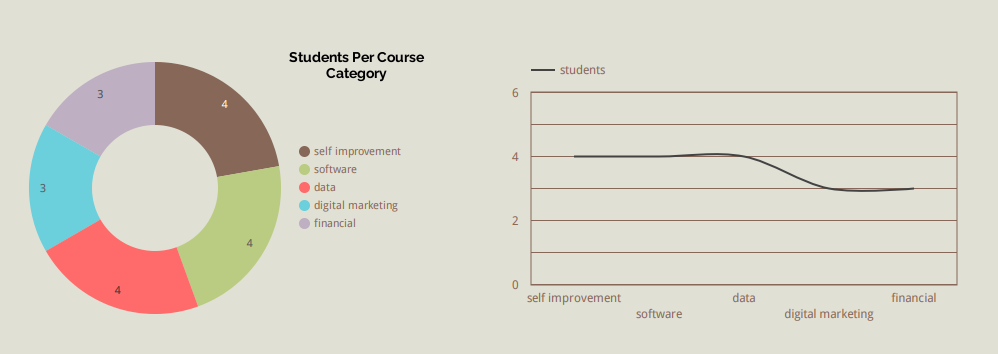 Students Per Course
Category
3
4
3
4
4
self improvement
software
data
digital marketing
financial
students
6
4
2
0
self improvement
software
data
digital marketing
financial